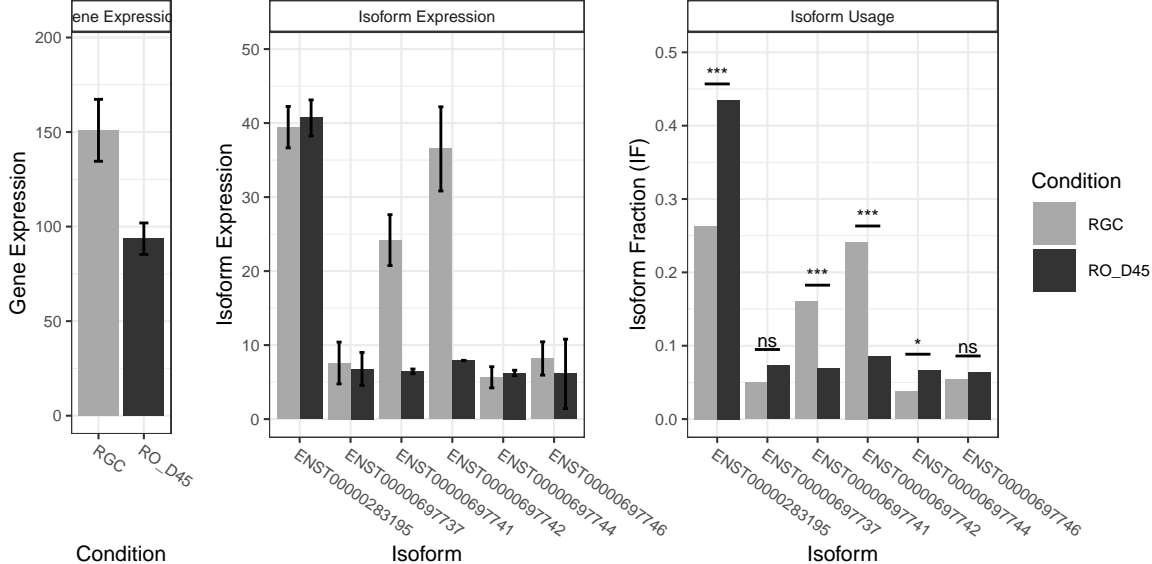 ene Expressio
Isoform Expression
Isoform Usage
Gene Expression
200
150
100
50
0
RGC
RO_D45
Condition
Isoform Expression
50
40
30
20
10
0
ENST00000283195
ENST00000697737
ENST00000697741
ENST00000697742
ENST00000697744
ENST00000697746
Isoform
Isoform Fraction (IF)
0.5
0.4
0.3
0.2
0.1
0.0
***
ns
***
***
*
ns
ENST00000283195
ENST00000697737
ENST00000697741
ENST00000697742
ENST00000697744
ENST00000697746
Isoform
Condition
RGC
RO_D45